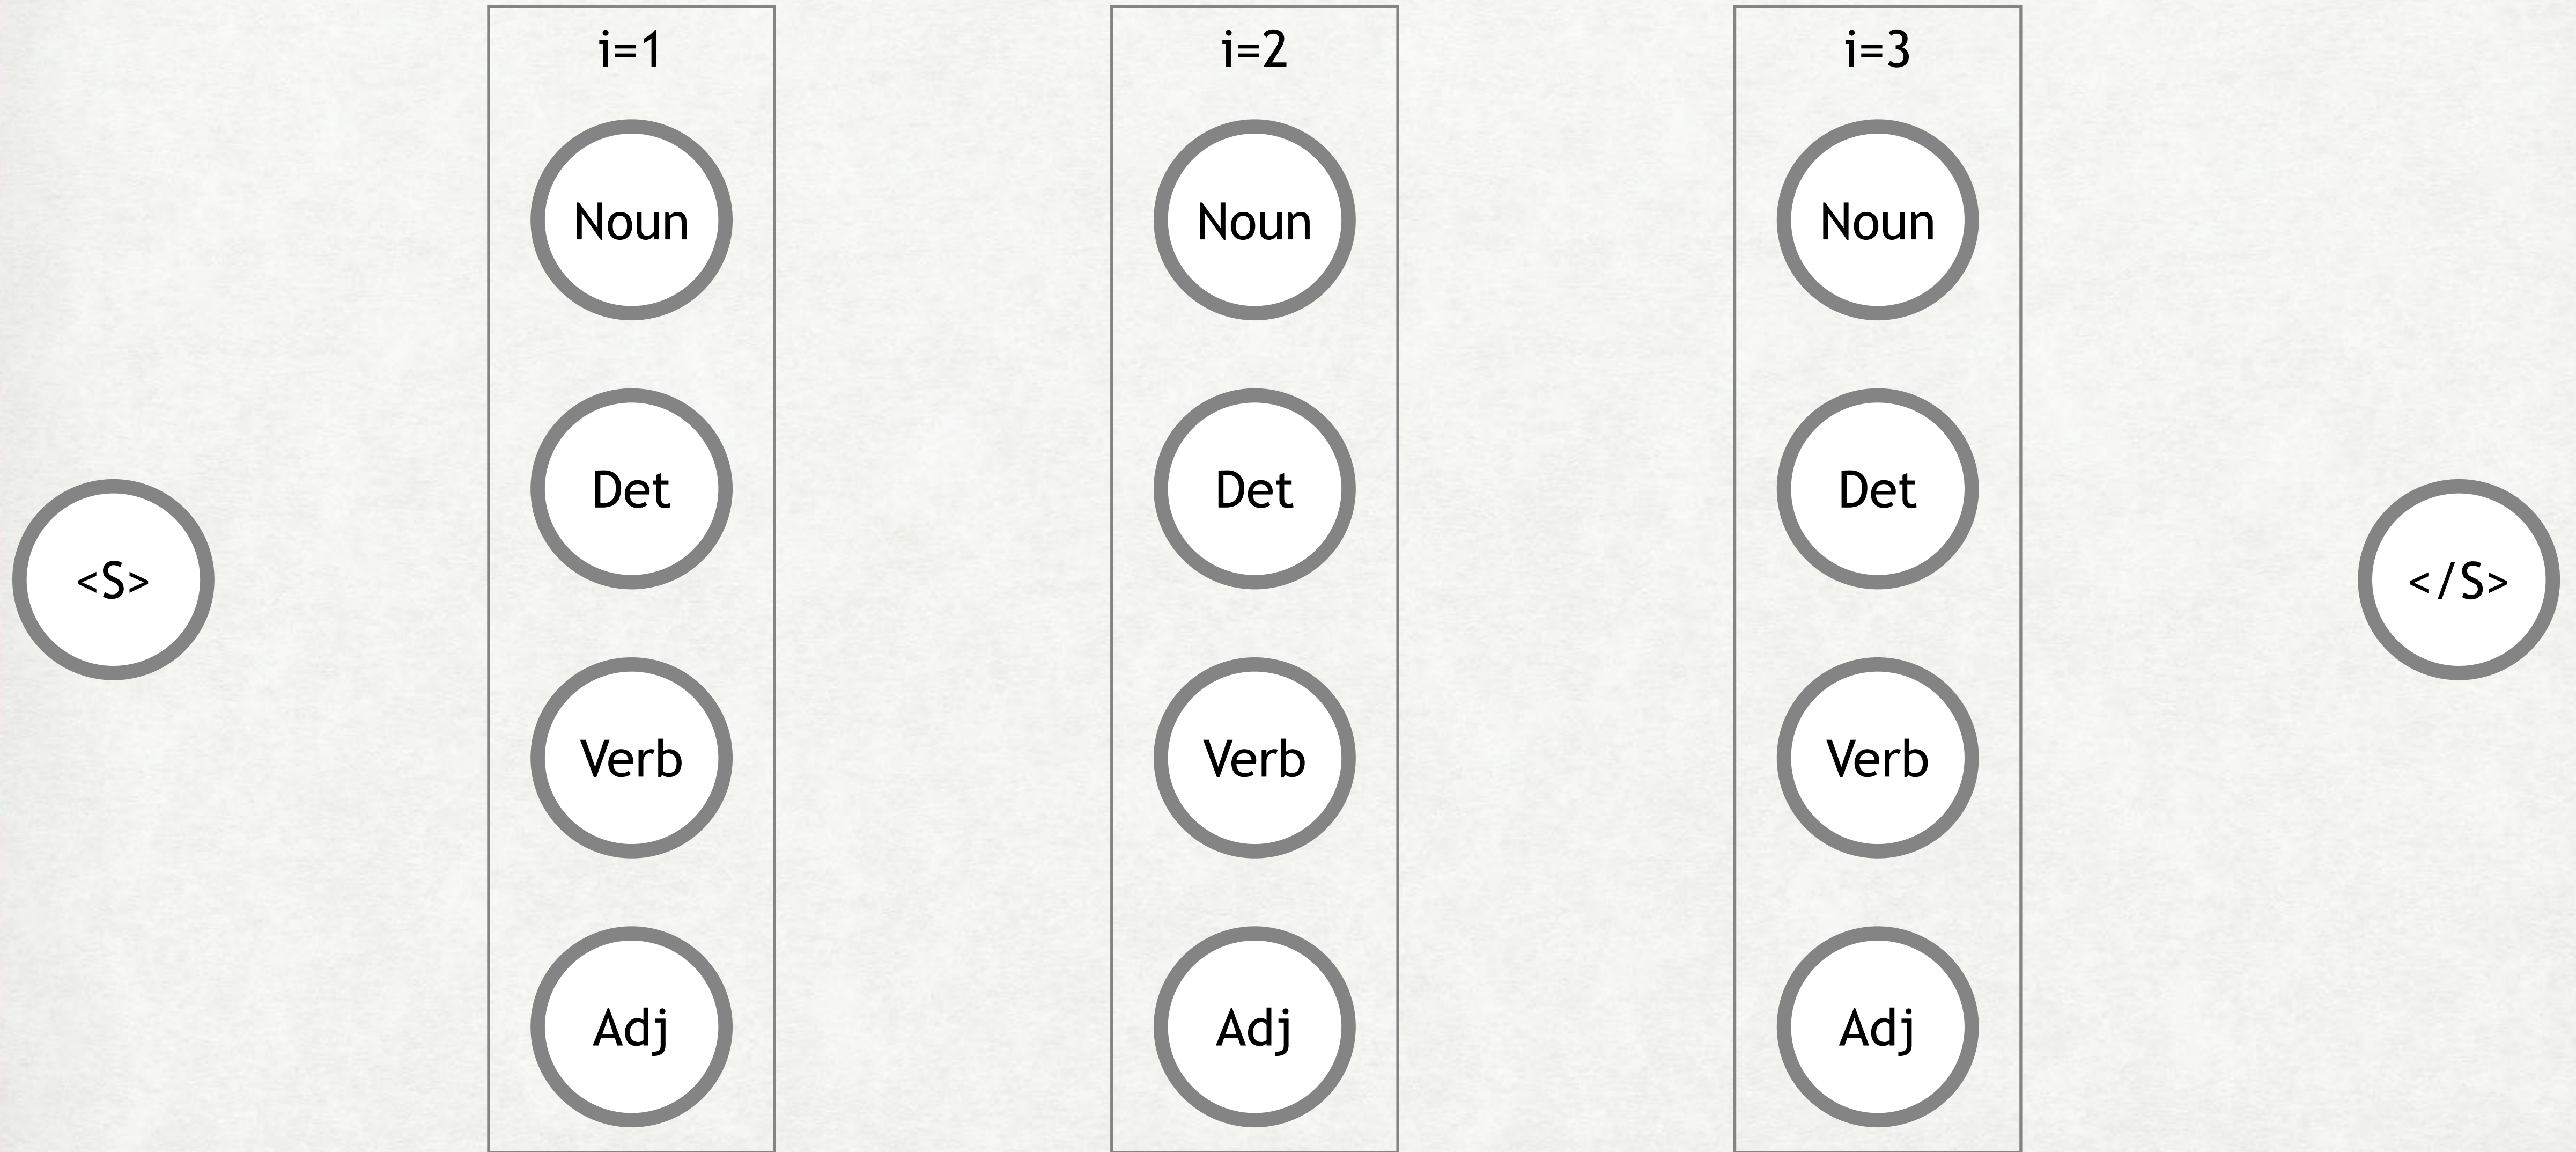 i=1
i=2
i=3
Noun
Noun
Noun
Det
Det
Det
<S>
</S>
Verb
Verb
Verb
Adj
Adj
Adj